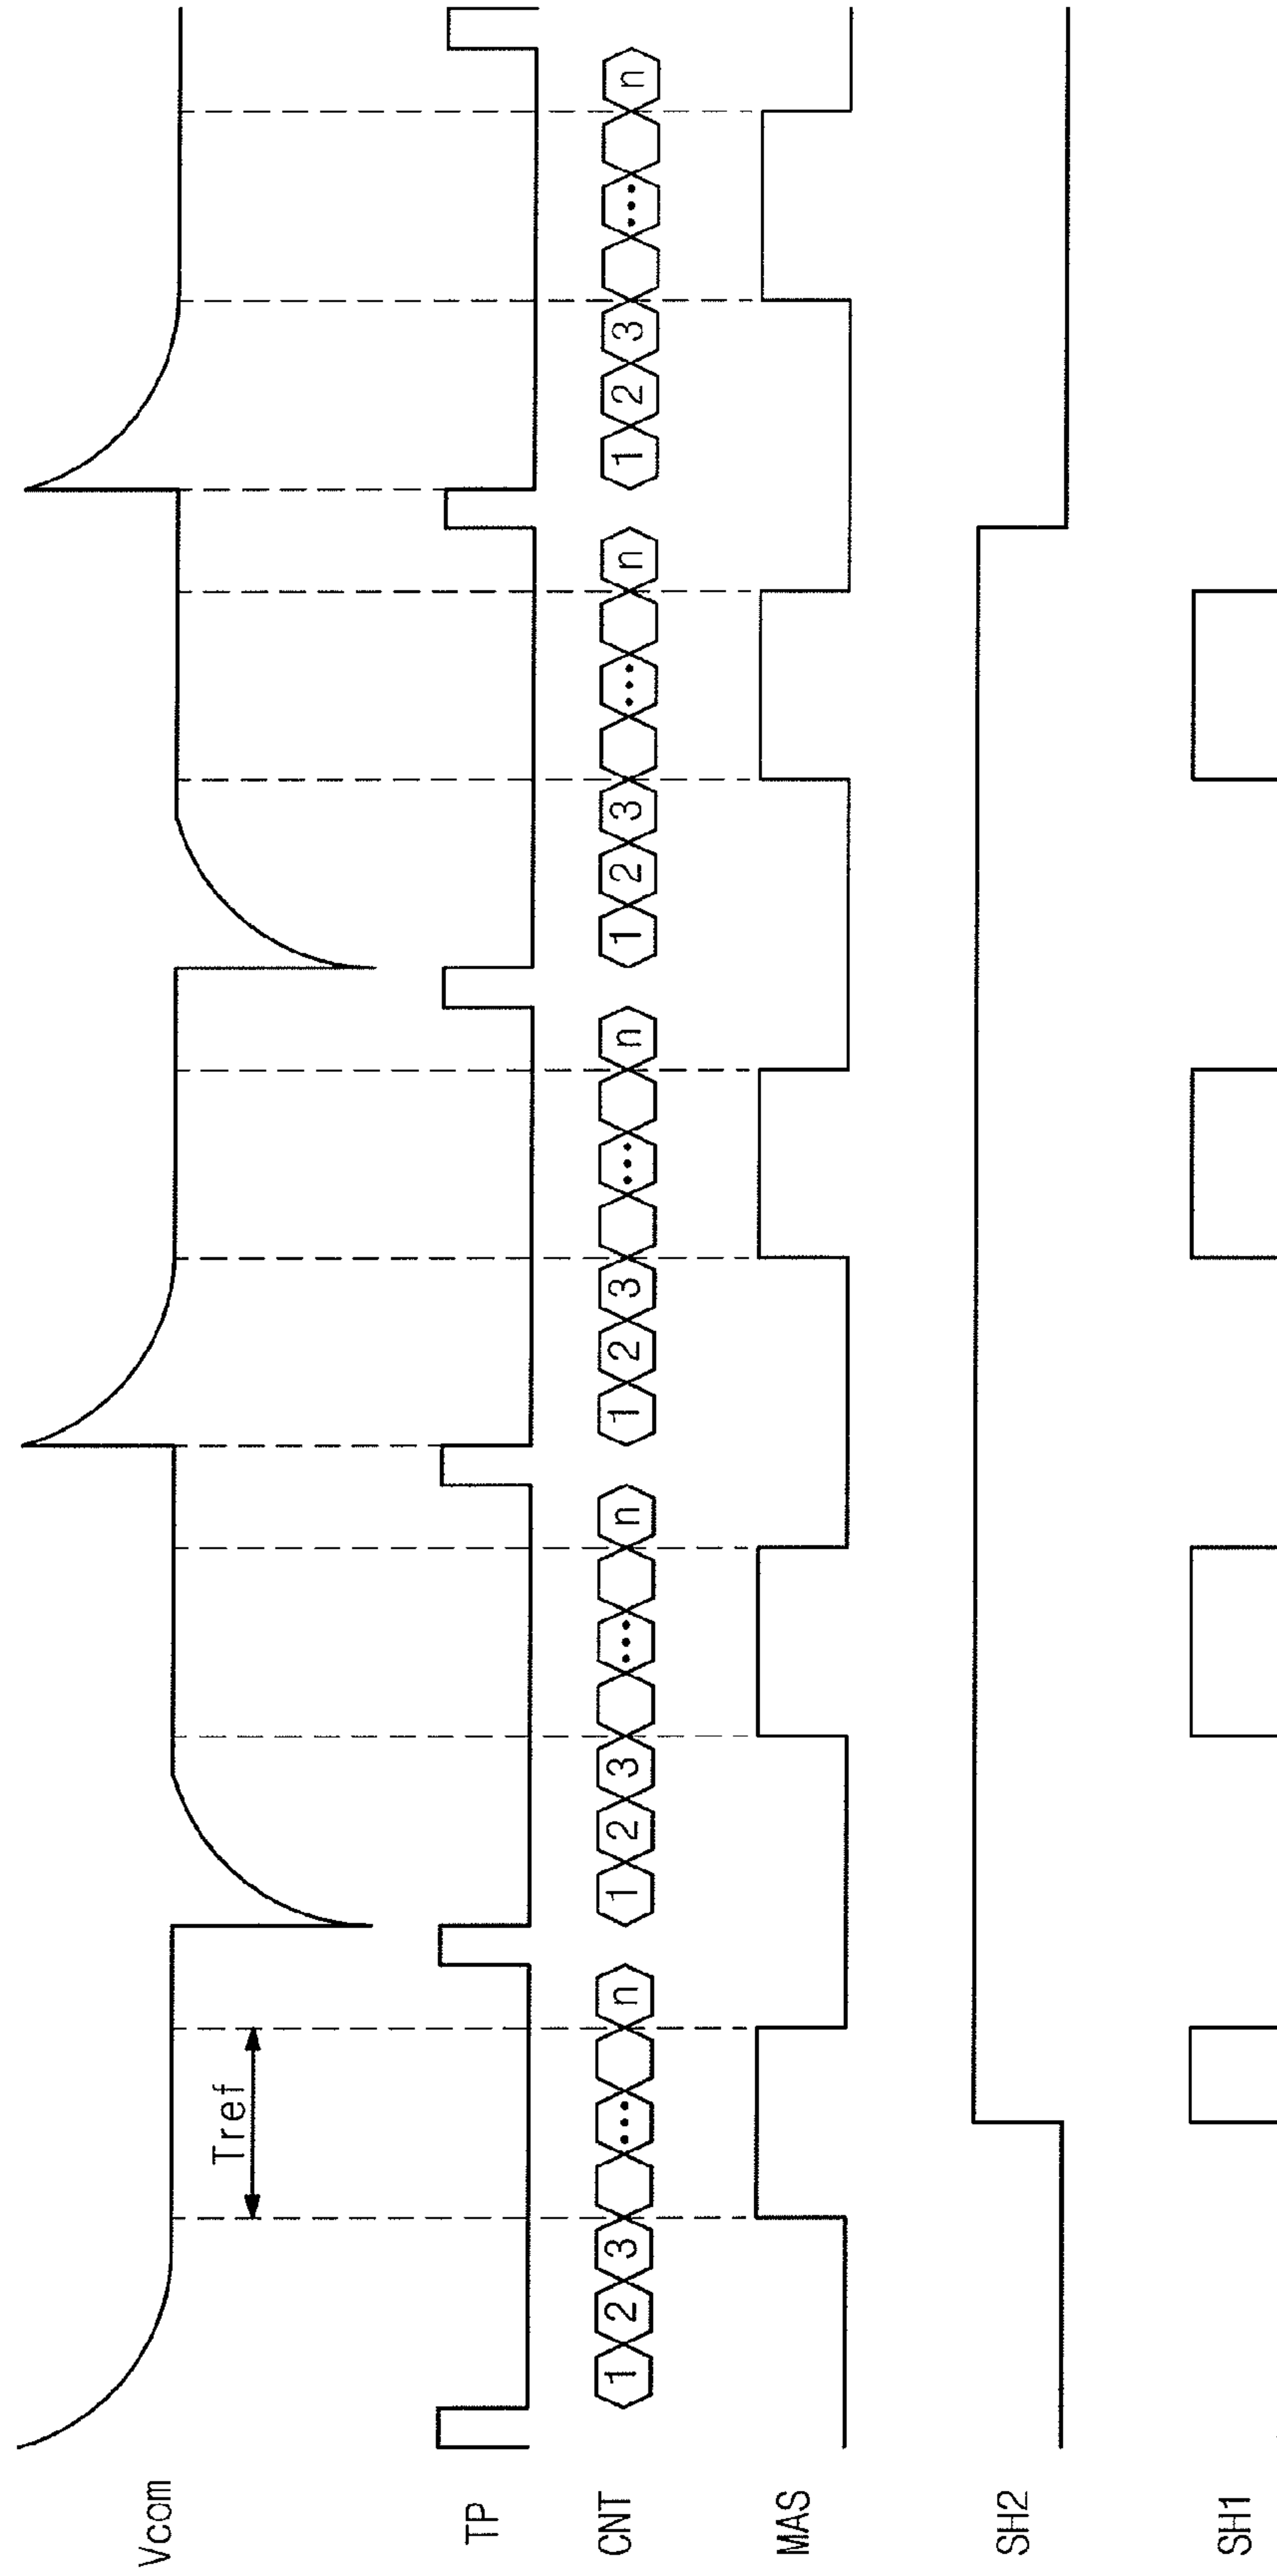 Vcom
Tref
TP
CNT 1 2 3 ••• n 1 2 3 ••• n 1 2 3 ••• n 1 2 3 ••• n 1 2 3 ••• n
MAS
SH2
SH1